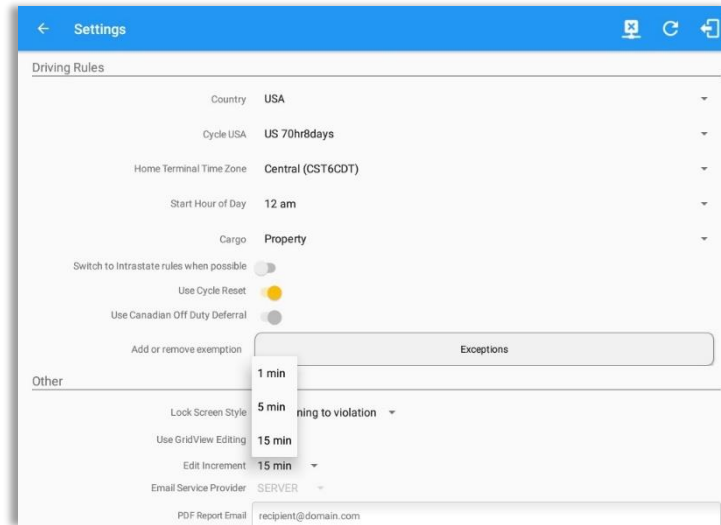 Settings
Driving Rules
Country USA
Cycle USA US 70hr8days
Home Terminal Time Zone Central (CST6CDT)
Start Hour of Day 12 am
Cargo Property
Switch to Intrastate rules when possible
Use Cycle Reset
Use Canadian Off Duty Deferral
Add or remove exemption Exceptions
1 min
Other
Lock Screen Style 5 min ning to violation
Use GridView Editing 15 min
Edit Increment 15 min
Email Service Provider SERVER
PDF Report Email recipient@domain.com